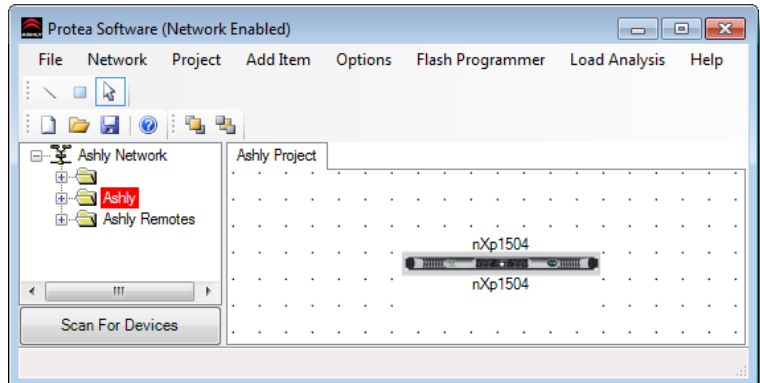 Protea Software (Network Enabled)
File Network Project Add Item Options Flash Programmer Load Analysis Help
Ashly Network
Ashly Project
Ashly
Ashly Remotes
nXp1504
nXp1504
Scan For Devices